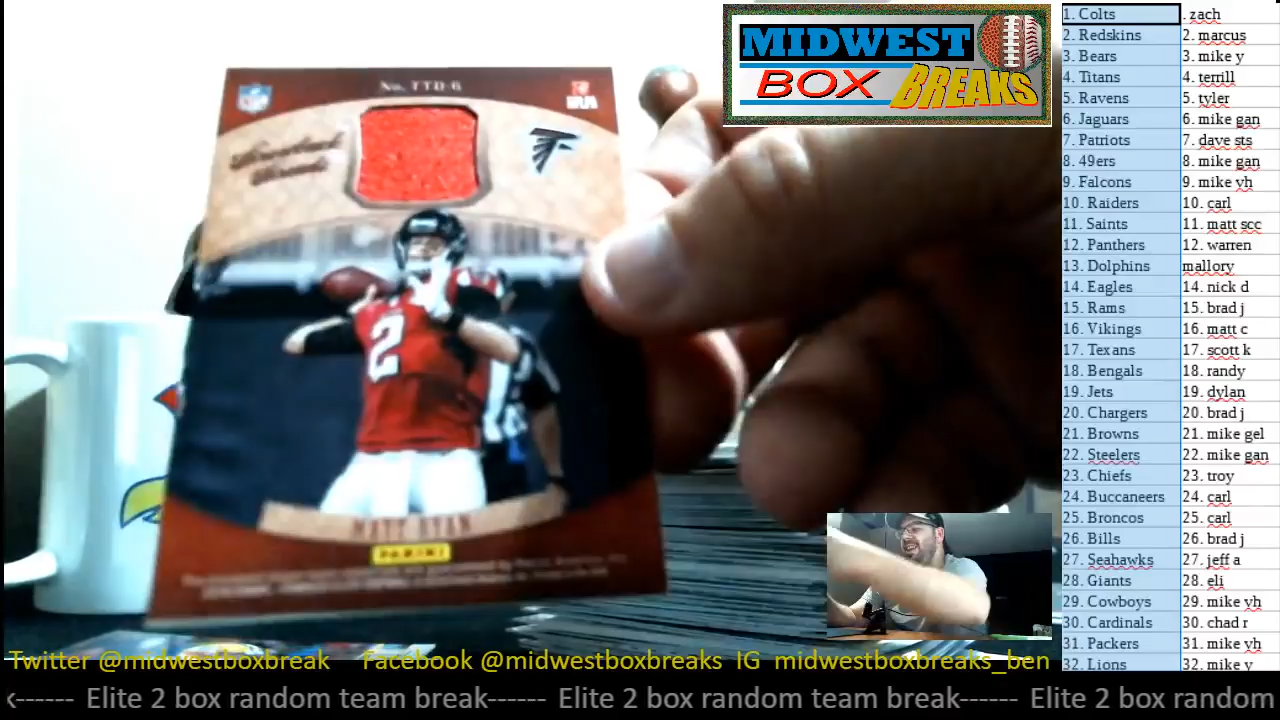 MIDWEST
BOX BREAKS
No. TTD-6
NFL
2
MATT RYAN
PANINI
1. Colts . zach
2. Redskins 2. marcus
3. Bears 3. mike y
4. Titans 4. terrill
5. Ravens 5. tyler
6. Jaguars 6. mike gan
7. Patriots 7. dave sts
8. 49ers 8. mike gan
9. Falcons 9. mike yh
10. Raiders 10. carl
11. Saints 11. matt scc
12. Panthers 12. warren
13. Dolphins mallory
14. Eagles 14. nick d
15. Rams 15. brad j
16. Vikings 16. matt c
17. Texans 17. scott k
18. Bengals 18. randy
19. Jets 19. dylan
20. Chargers 20. brad j
21. Browns 21. mike gel
22. Steelers 22. mike gan
23. Chiefs 23. troy
24. Buccaneers 24. carl
25. Broncos 25. carl
26. Bills 26. brad j
27. Seahawks 27. jeff a
28. Giants 28. eli
29. Cowboys 29. mike yh
30. Cardinals 30. chad r
31. Packers 31. mike yh
32. Lions 32. mike y
Twitter @midwestboxbreak Facebook @midwestboxbreaks IG midwestboxbreaks_ben
k------ Elite 2 box random team break------ Elite 2 box random team break------ Elite 2 box random